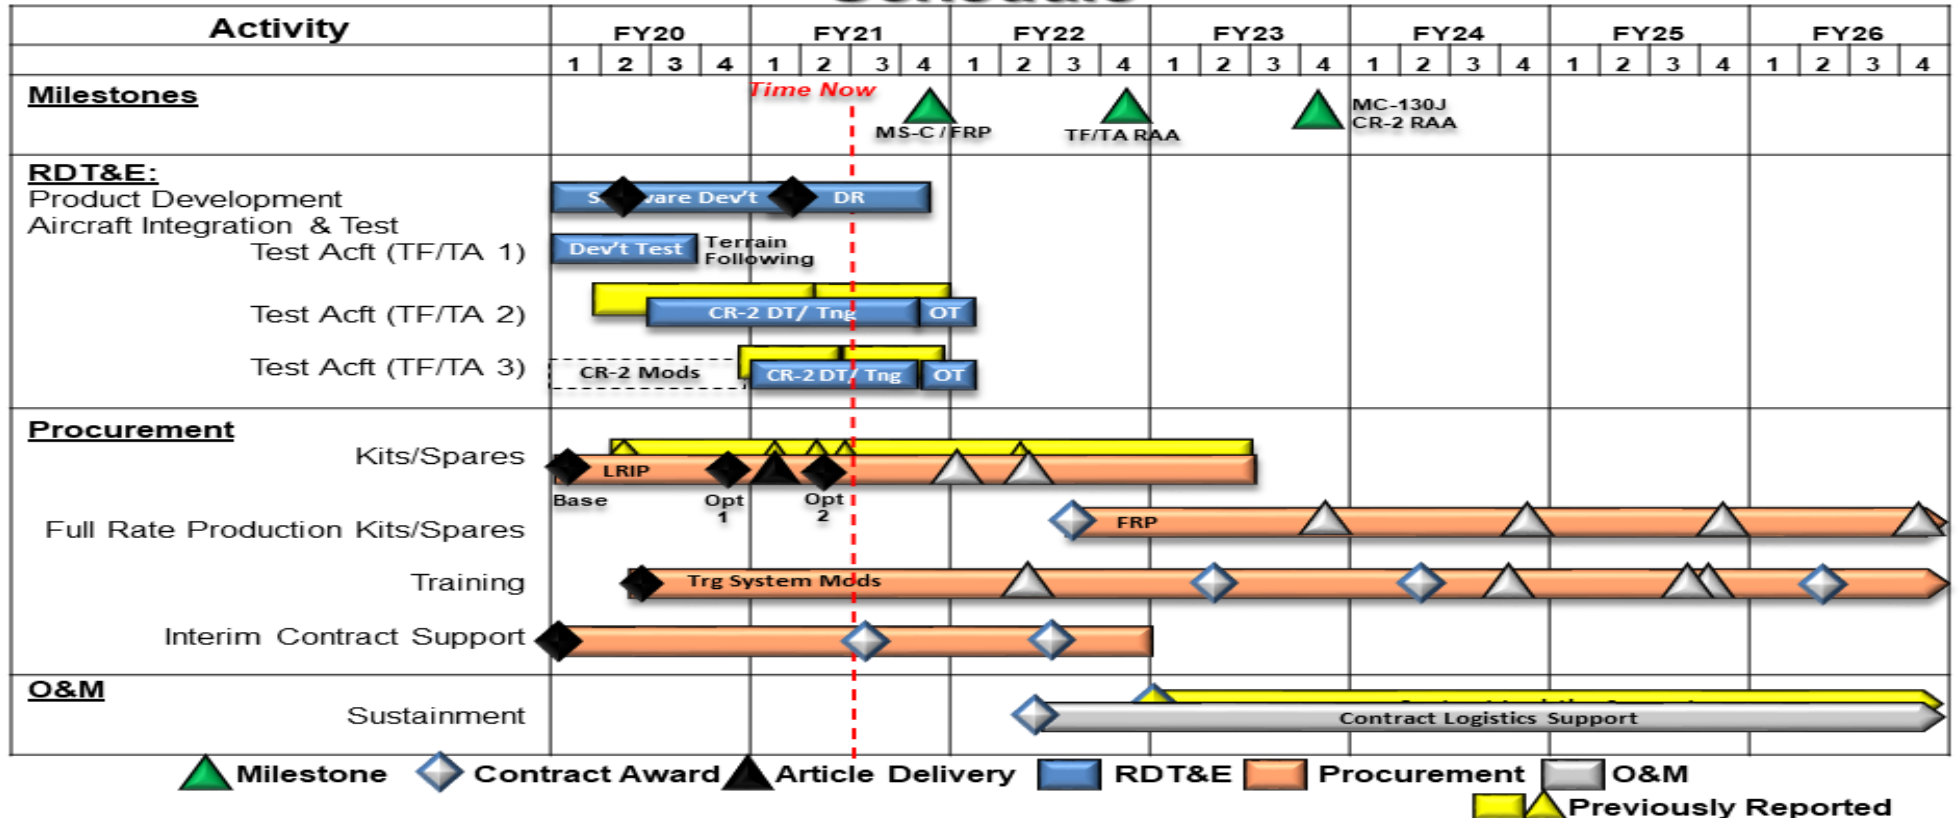 Activity
FY20 FY21 FY22 FY23 FY24 FY25 FY26
1 2 3 4 1 2 3 4 1 2 3 4 1 2 3 4 1 2 3 4 1 2 3 4 1 2 3 4
Milestones
Time Now
MS-C / FRP
TF/TA RAA
MC-130J
CR-2 RAA
RDT&E:
Product Development
Dev't
DR
Aircraft Integration & Test
Test Acft (TF/TA 1)
Dev't Test
Terrain
Following
Test Acft (TF/TA 2)
CR-2 DT/ Tng
OT
Test Acft (TF/TA 3)
CR-2 Mods
CR-2 DT/ Tng
OT
Procurement
Kits/Spares
LRIP
Base
Opt
1
Opt
2
Full Rate Production Kits/Spares
FRP
Training
Trg System Mods
Interim Contract Support
O&M
Sustainment
Contract Logistics Support
Milestone
Contract Award
Article Delivery
RDT&E
Procurement
O&M
Previously Reported